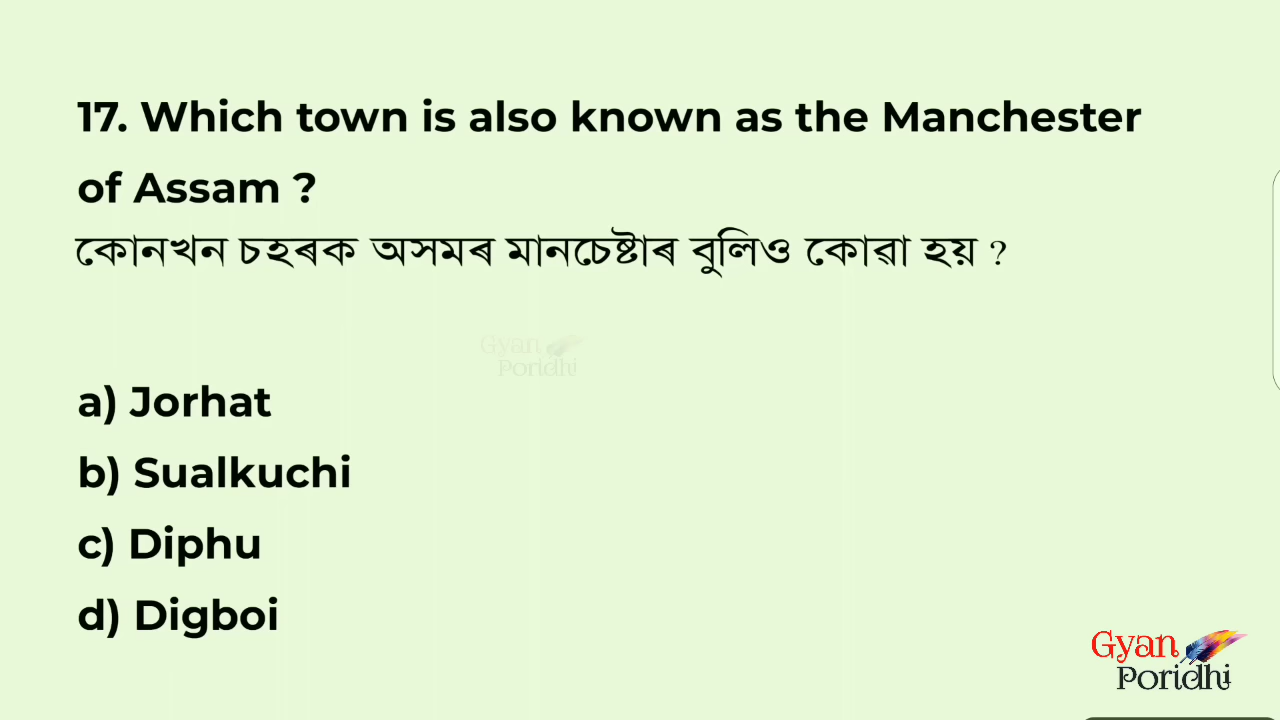 17. Which town is also known as the Manchester
of Assam ?
কোনখন চহৰক অসমৰ মানচেষ্টাৰ বুলিও কোৱা হয় ?
Gyan
Poridhi
a) Jorhat
b) Sualkuchi
c) Diphu
d) Digboi
Gyan
Poridhi